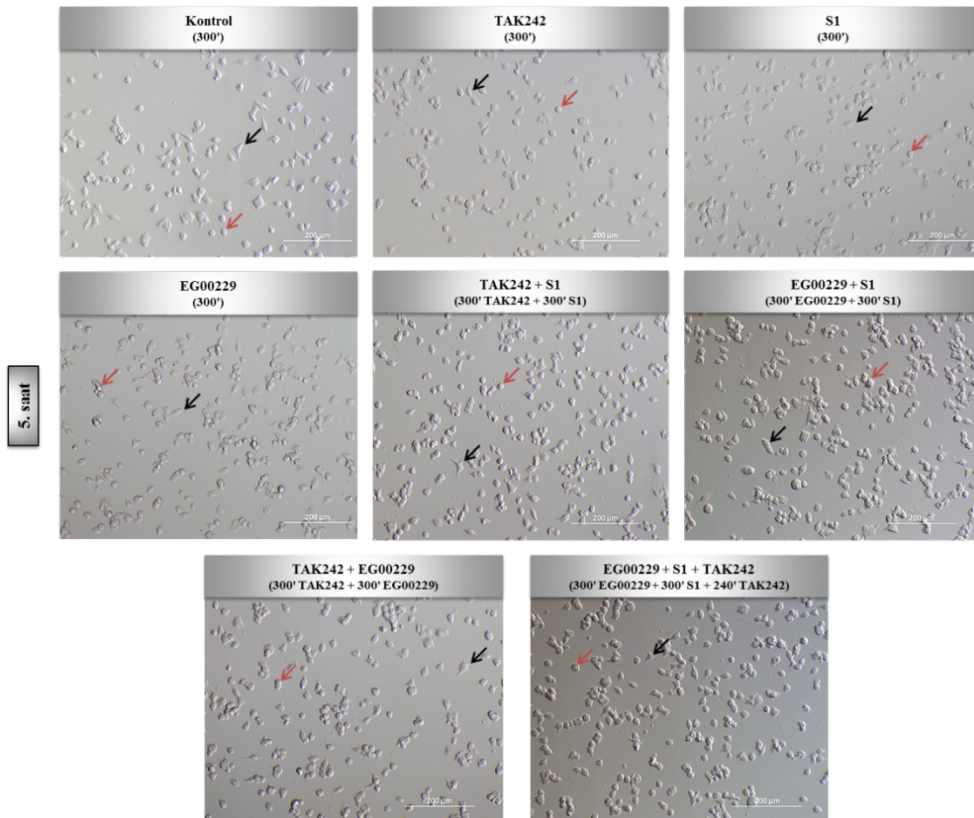 Kontrol
(300')
TAK242
(300')
S1
(300')
200 µm
200 µm
200 µm
5. saat
EG00229
(300')
TAK242 + S1
(300' TAK242 + 300' S1)
EG00229 + S1
(300' EG00229 + 300' S1)
200 µm
200 µm
200 µm
TAK242 + EG00229
(300' TAK242 + 300' EG00229)
EG00229 + S1 + TAK242
(300' EG00229 + 300' S1 + 240' TAK242)
200 µm
200 µm